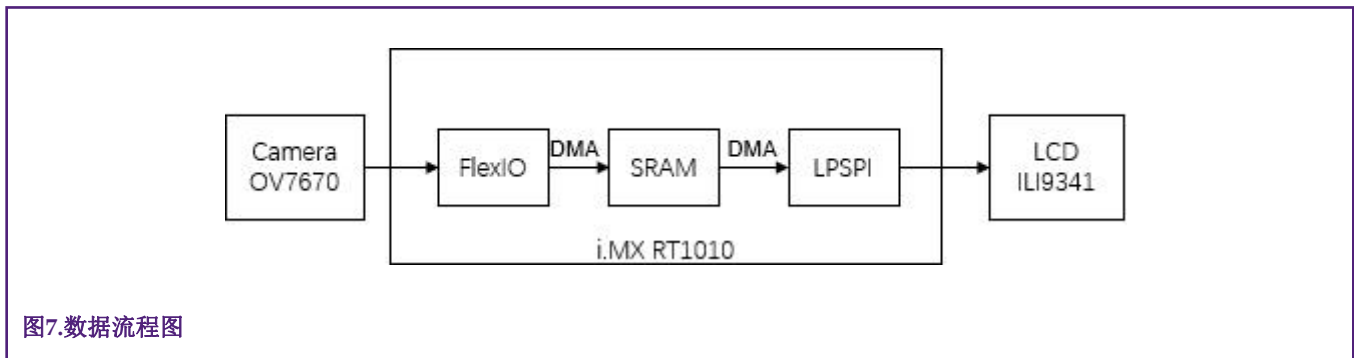 Camera
OV7670
FlexIO
DMA
SRAM
DMA
LPSPI
LCD
ILI9341
i.MX RT1010
图7.数据流程图